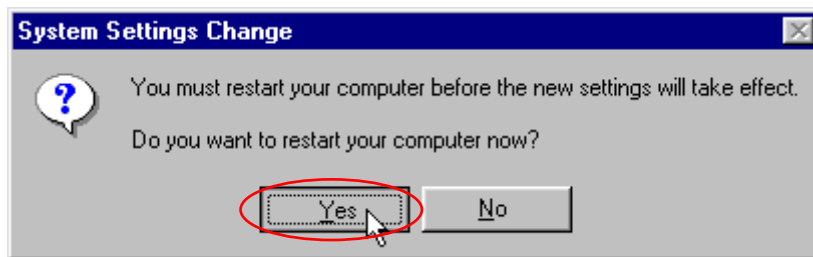 System Settings Change
You must restart your computer before the new settings will take effect.
Do you want to restart your computer now?
Yes
No